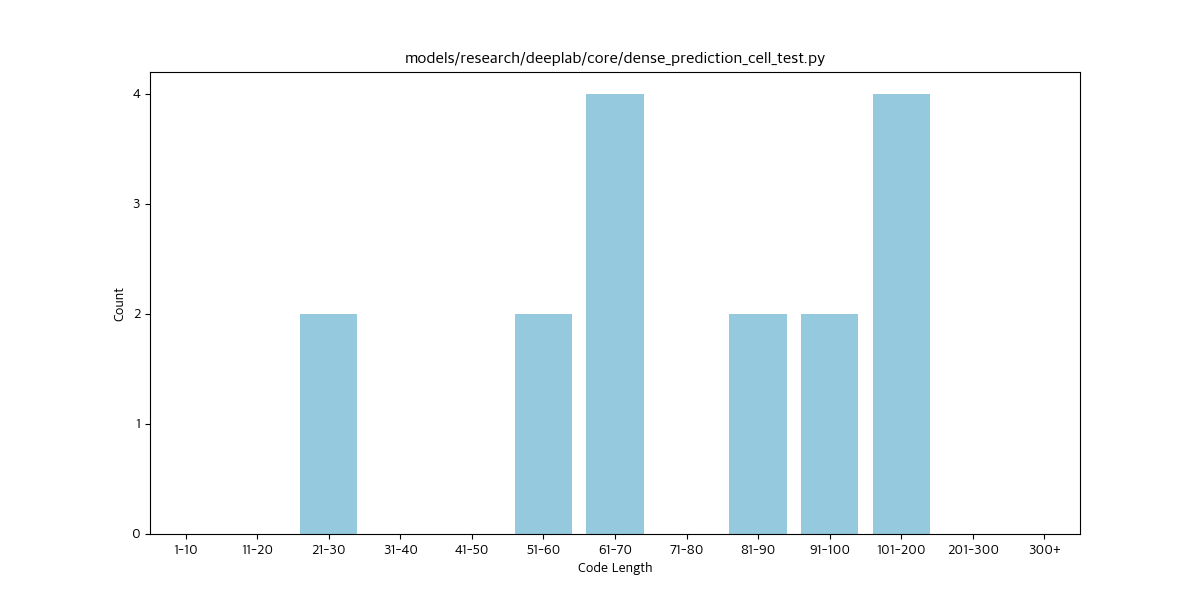 models/research/deeplab/core/dense_prediction_cell_test.py
4
3
2
1
0
Count
1-10 11-20 21-30 31-40 41-50 51-60 61-70 71-80 81-90 91-100 101-200 201-300 300+
Code Length